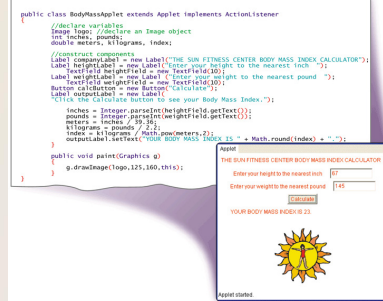 public class BodyMassApplet extends Applet implements ActionListener
{
//declare variables
Image logo; //declare an Image object
int inches, pounds;
double meters, kilograms, index;
//construct components
Label companyLabel = new Label("THE SUN FITNESS CENTER BODY MASS INDEX CALCULATOR");
Label heightLabel = new Label("Enter your height to the nearest inch ");
TextField heightField = new TextField(10);
Label weightLabel = new Label("Enter your weight to the nearest pound ");
TextField weightField = new TextField(10);
Button calcButton = new Button("Calculate");
Label outputLabel = new Label(
"Click the Calculate button to see your Body Mass Index.");
inches = Integer.parseInt(heightField.getText());
pounds = Integer.parseInt(weightField.getText());
meters = inches / 39.36;
kilograms = pounds / 2.2;
index = kilograms / Math.pow(meters,2);
outputLabel.setText("YOUR BODY MASS INDEX IS " + Math.round(index) + ".");
}
public void paint(Graphics g)
{
g.drawImage(logo,125,160,this);
}
}
Applet
THE SUN FITNESS CENTER BODY MASS INDEX CALCULATOR
Enter your height to the nearest inch 67
Enter your weight to the nearest pound 145
Calculate
YOUR BODY MASS INDEX IS 23.
Applet started.